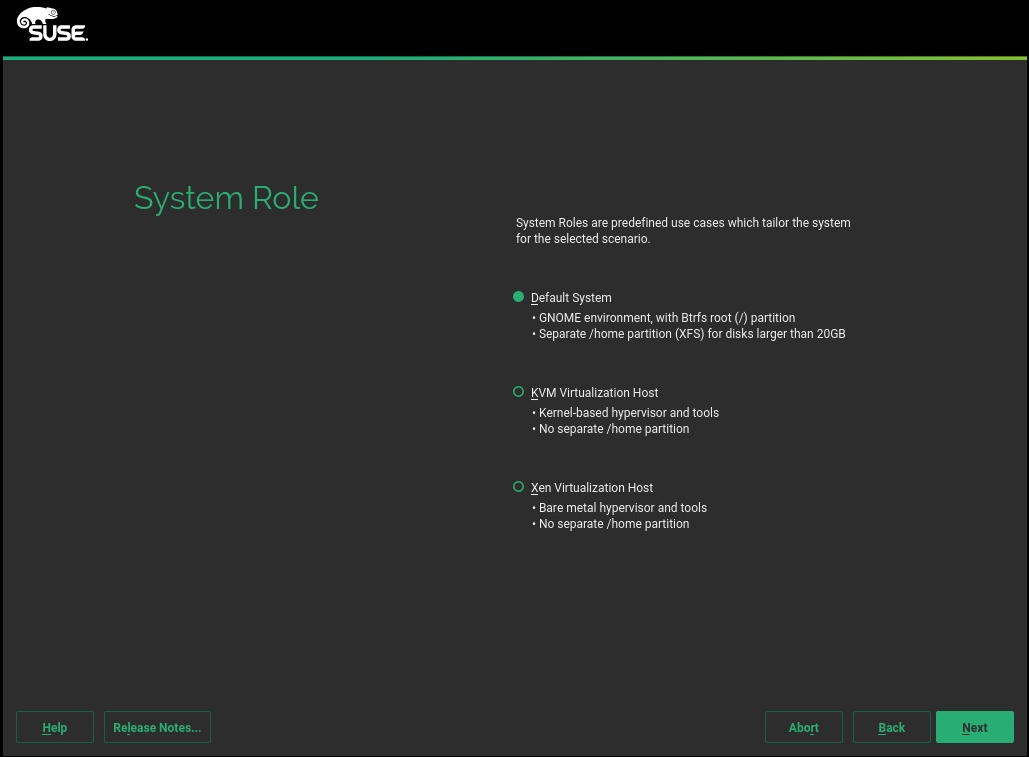 SUSE.
System Role
System Roles are predefined use cases which tailor the system
for the selected scenario.
Default System
• GNOME environment, with Btrfs root (/) partition
• Separate /home partition (XFS) for disks larger than 20GB
KVM Virtualization Host
• Kernel-based hypervisor and tools
• No separate /home partition
Xen Virtualization Host
• Bare metal hypervisor and tools
• No separate /home partition
Help
Release Notes...
Abort
Back
Next